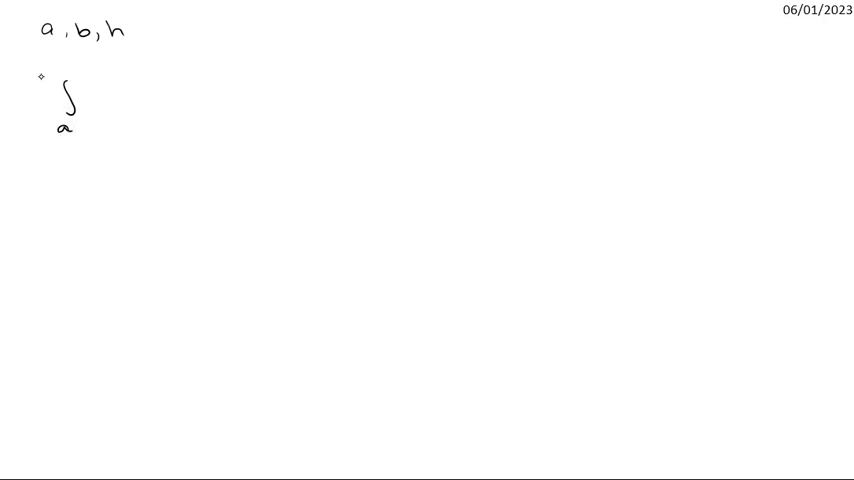 06/01/2023
a, b, h
∫
a